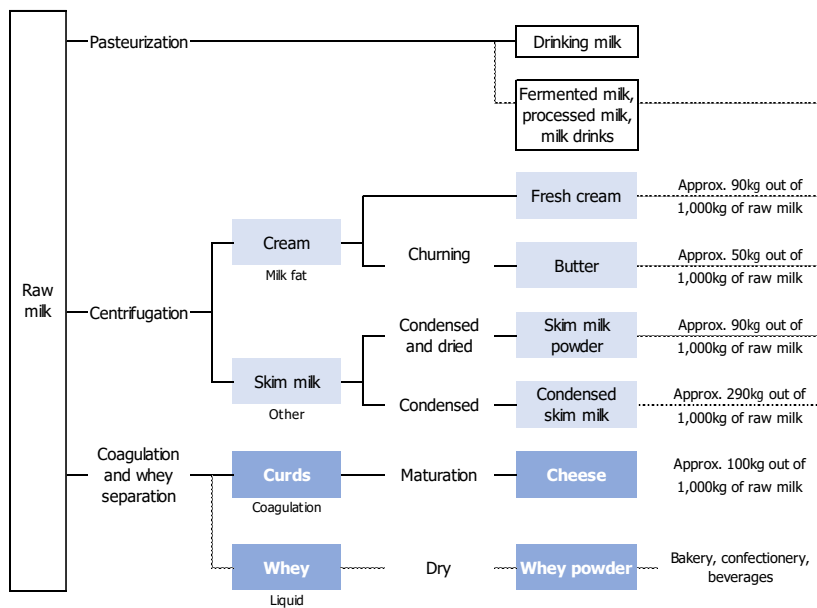 Raw
milk
Pasteurization
Drinking milk
Fermented milk,
processed milk,
milk drinks
Centrifugation
Cream
Milk fat
Fresh cream
Approx. 90kg out of
1,000kg of raw milk
Churning
Butter
Approx. 50kg out of
1,000kg of raw milk
Skim milk
Other
Condensed
and dried
Skim milk
powder
Approx. 90kg out of
1,000kg of raw milk
Condensed
Condensed
skim milk
Approx. 290kg out of
1,000kg of raw milk
Coagulation
and whey
separation
Curds
Coagulation
Maturation
Cheese
Approx. 100kg out of
1,000kg of raw milk
Whey
Liquid
Dry
Whey powder
Bakery, confectionery,
beverages